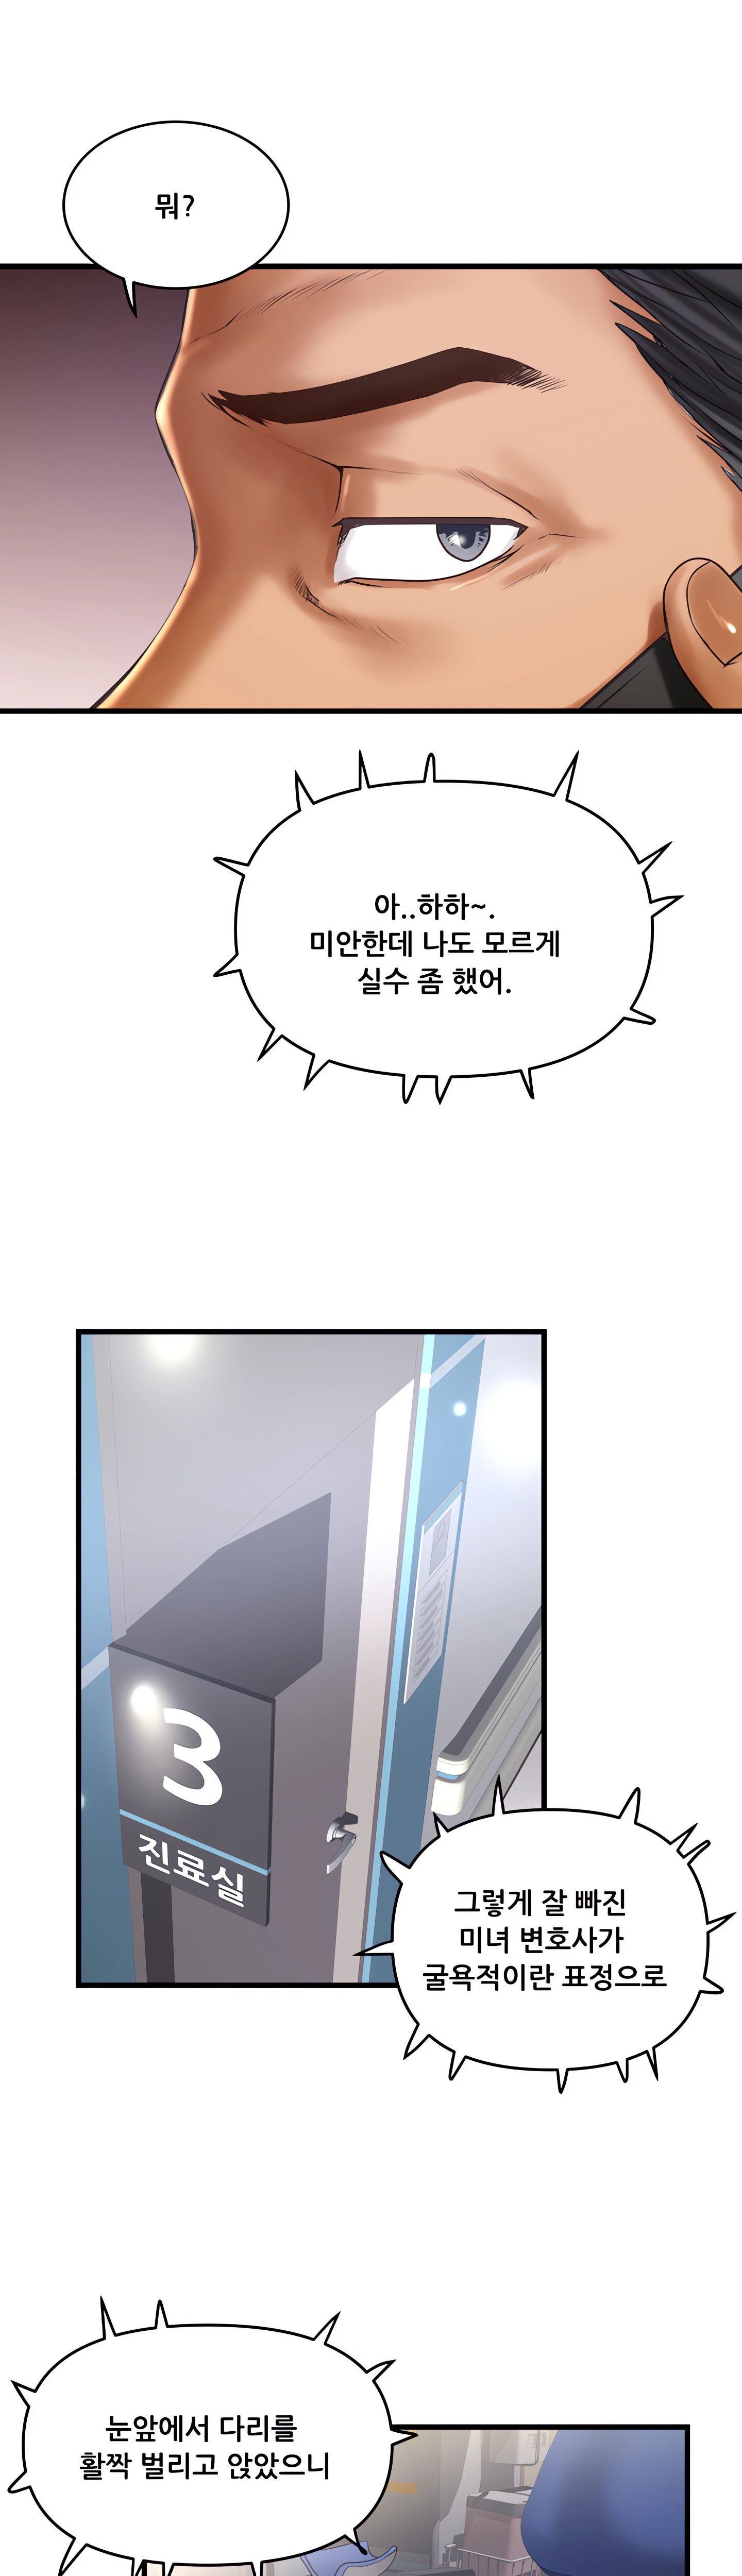 뭐?
아..하하~.
미안한데 나도 모르게
실수 좀 했어.
3
진료실
그렇게 잘 빠진
미녀 변호사가
굴욕적이란 표정으로
눈앞에서 다리를
활짝 벌리고 앉았으니